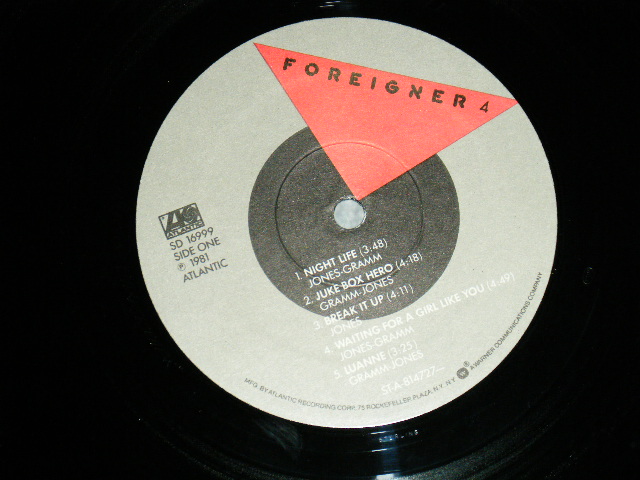 FOREIGNER 4
ATLANTIC
SD 16999
SIDE ONE
℗ 1981
ATLANTIC
1. NIGHT LIFE (3:48)
JONES-GRAMM
2. JUKE BOX HERO (4:18)
GRAMM-JONES
3. BREAK IT UP (4:11)
JONES
4. WAITING FOR A GIRL LIKE YOU (4:49)
JONES-GRAMM
5. LUANNE (3:25)
GRAMM-JONES
ST-A-814727
MFG. BY ATLANTIC RECORDING CORP., 75 ROCKEFELLER PLAZA, N.Y., N.Y. ® A WARNER COMMUNICATIONS COMPANY